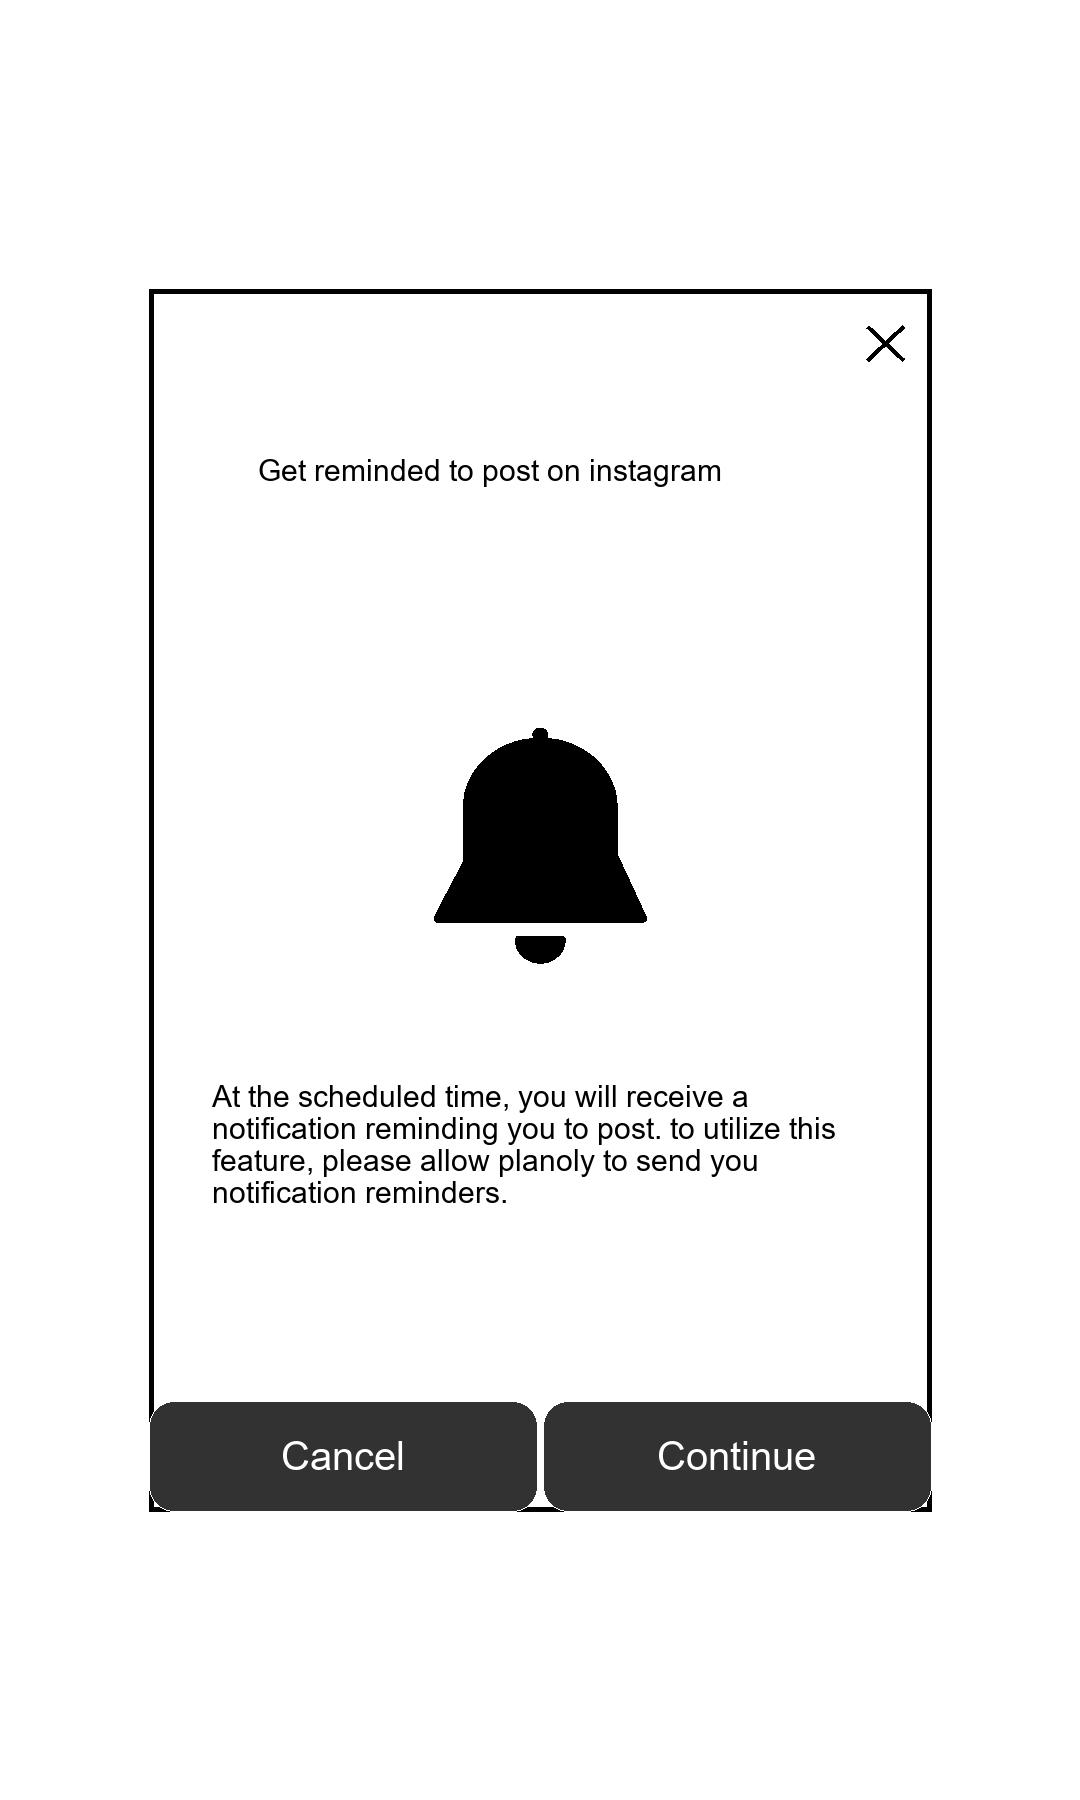 Get reminded to post on instagram
At the scheduled time, you will receive a
notification reminding you to post. to utilize this
feature, please allow planoly to send you
notification reminders.
Cancel
Continue